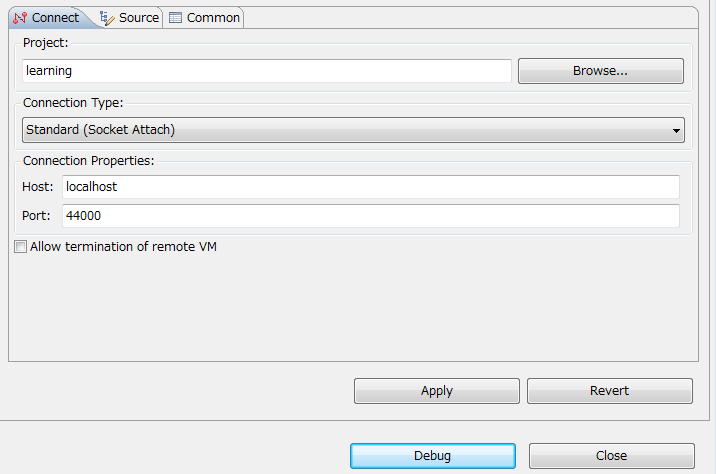 Connect Source Common
Project:
learning Browse...
Connection Type:
Standard (Socket Attach)
Connection Properties:
Host: localhost
Port: 44000
Allow termination of remote VM
Apply Revert
Debug Close